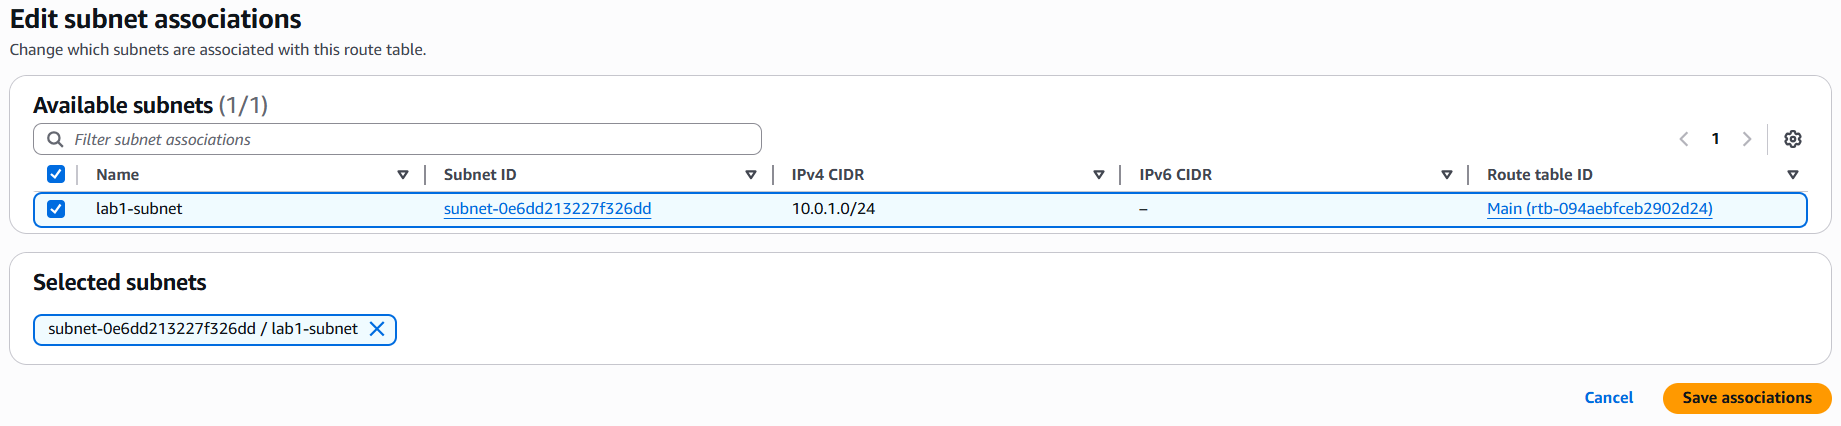 Edit subnet associations
Change which subnets are associated with this route table.
Available subnets (1/1)
Filter subnet associations
1
Name Subnet ID IPv4 CIDR IPv6 CIDR Route table ID
lab1-subnet subnet-0e6dd213227f326dd 10.0.1.0/24 – Main (rtb-094aebfceb2902d24)
Selected subnets
subnet-0e6dd213227f326dd / lab1-subnet
Cancel Save associations